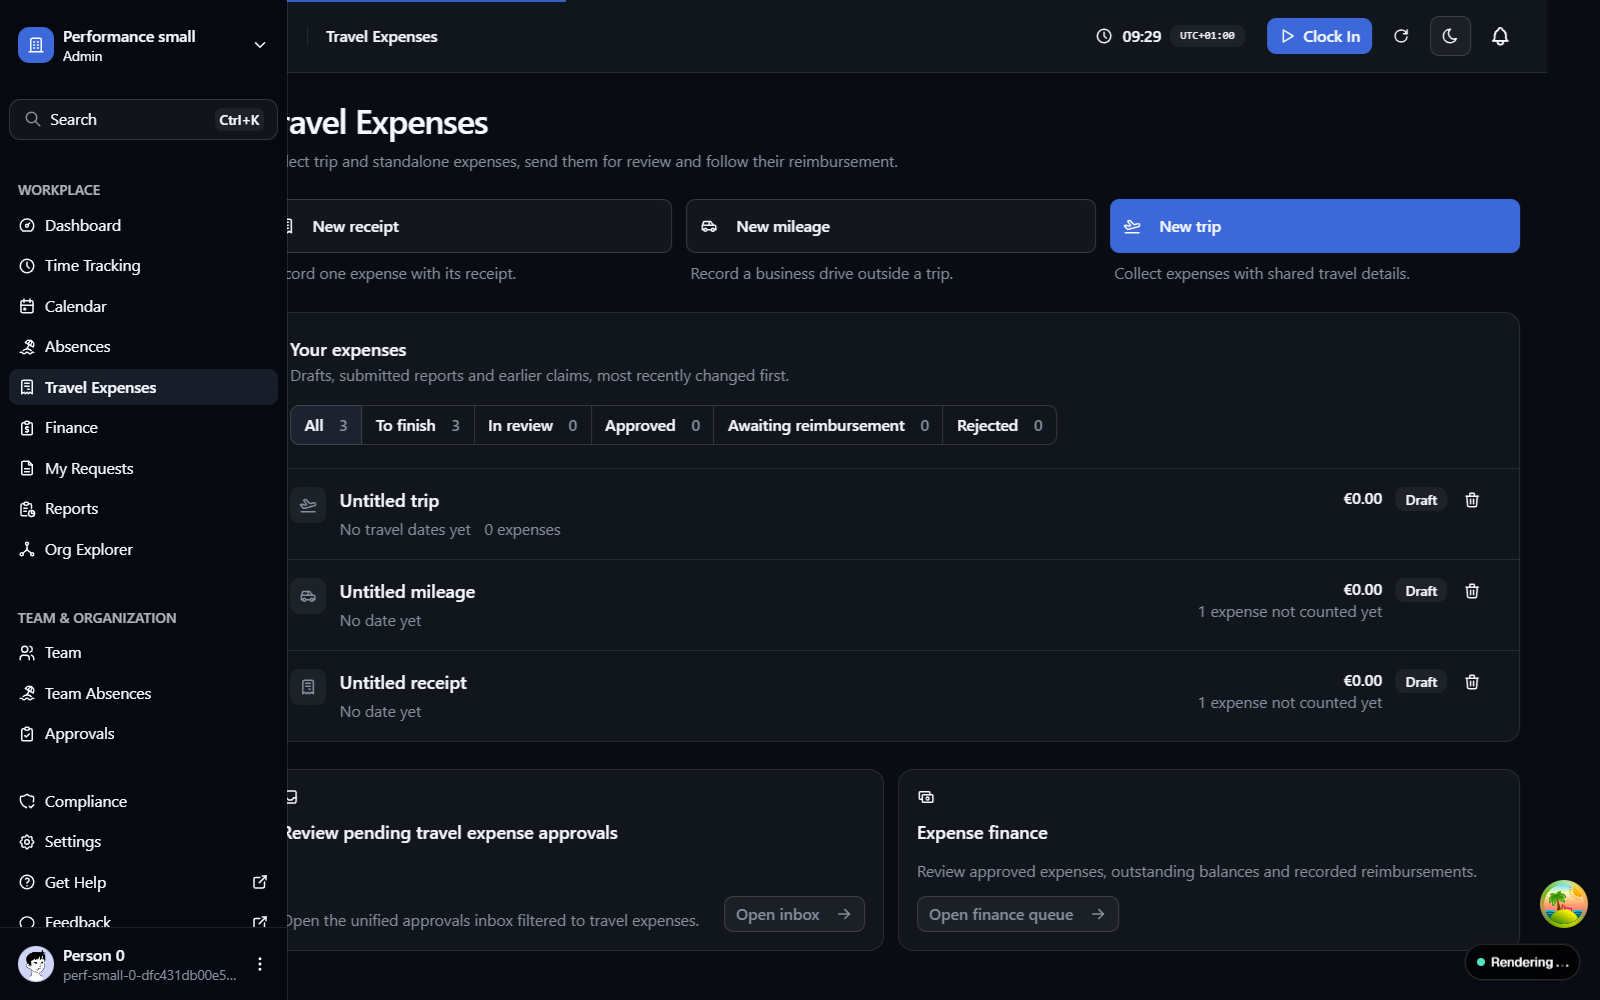 Performance small
Admin
Search
Ctrl+K
WORKPLACE
Dashboard
Time Tracking
Calendar
Absences
Travel Expenses
Finance
My Requests
Reports
Org Explorer
TEAM & ORGANIZATION
Team
Team Absences
Approvals
Compliance
Settings
Get Help
Feedback
Person 0
perf-small-0-dfc431db00e5...
Travel Expenses
09:29
UTC+01:00
Clock In
ravel Expenses
lect trip and standalone expenses, send them for review and follow their reimbursement.
New receipt
cord one expense with its receipt.
New mileage
Record a business drive outside a trip.
New trip
Collect expenses with shared travel details.
Your expenses
Drafts, submitted reports and earlier claims, most recently changed first.
All 3
To finish 3
In review 0
Approved 0
Awaiting reimbursement 0
Rejected 0
Untitled trip
No travel dates yet 0 expenses
€0.00
Draft
Untitled mileage
No date yet
€0.00
1 expense not counted yet
Draft
Untitled receipt
No date yet
€0.00
1 expense not counted yet
Draft
Review pending travel expense approvals
Open the unified approvals inbox filtered to travel expenses.
Open inbox
Expense finance
Review approved expenses, outstanding balances and recorded reimbursements.
Open finance queue
Rendering...